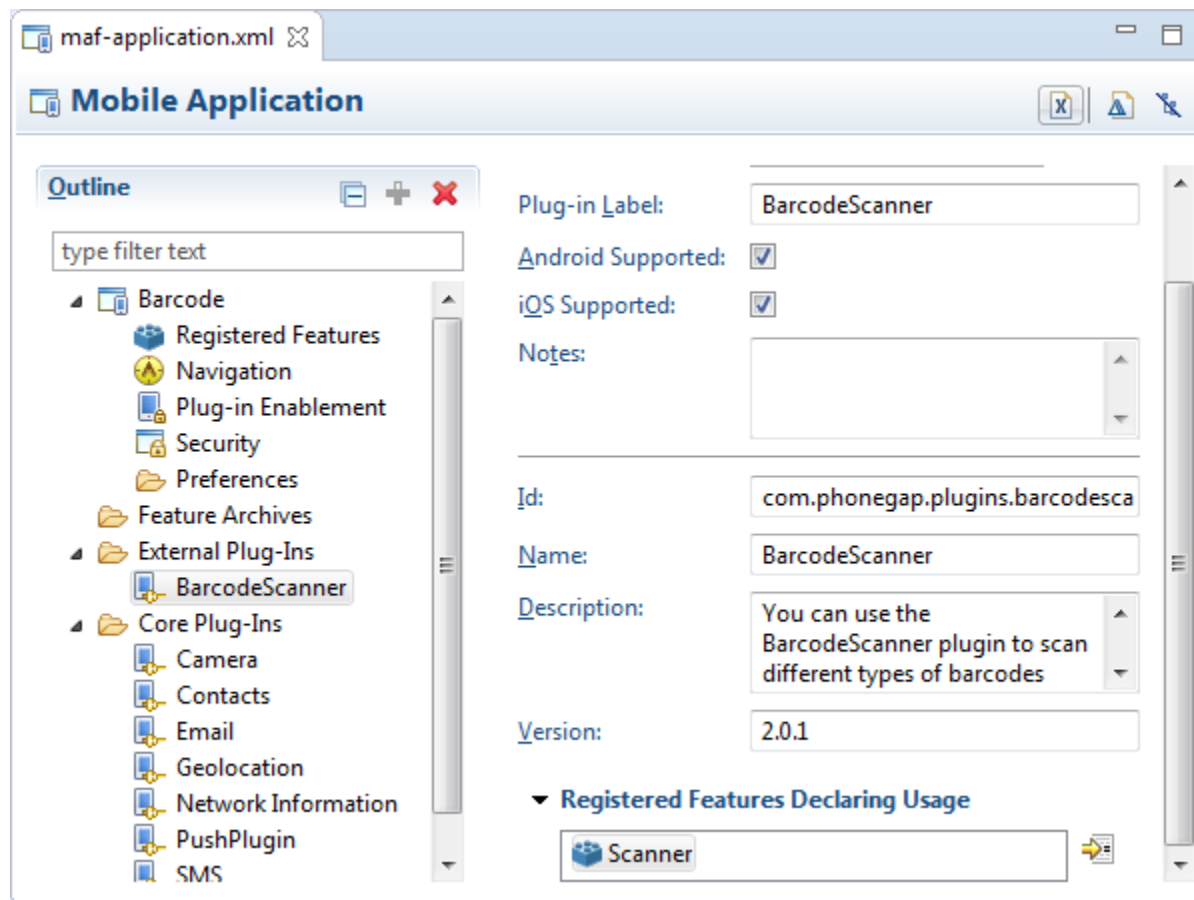 maf-application.xml
Mobile Application
Outline
type filter text
Barcode
Registered Features
Navigation
Plug-in Enablement
Security
Preferences
Feature Archives
External Plug-Ins
BarcodeScanner
Core Plug-Ins
Camera
Contacts
Email
Geolocation
Network Information
PushPlugin
SMS
Plug-in Label: BarcodeScanner
Android Supported:
iOS Supported:
Notes:
Id: com.phonegap.plugins.barcodesca
Name: BarcodeScanner
Description: You can use the
BarcodeScanner plugin to scan
different types of barcodes
Version: 2.0.1
Registered Features Declaring Usage
Scanner